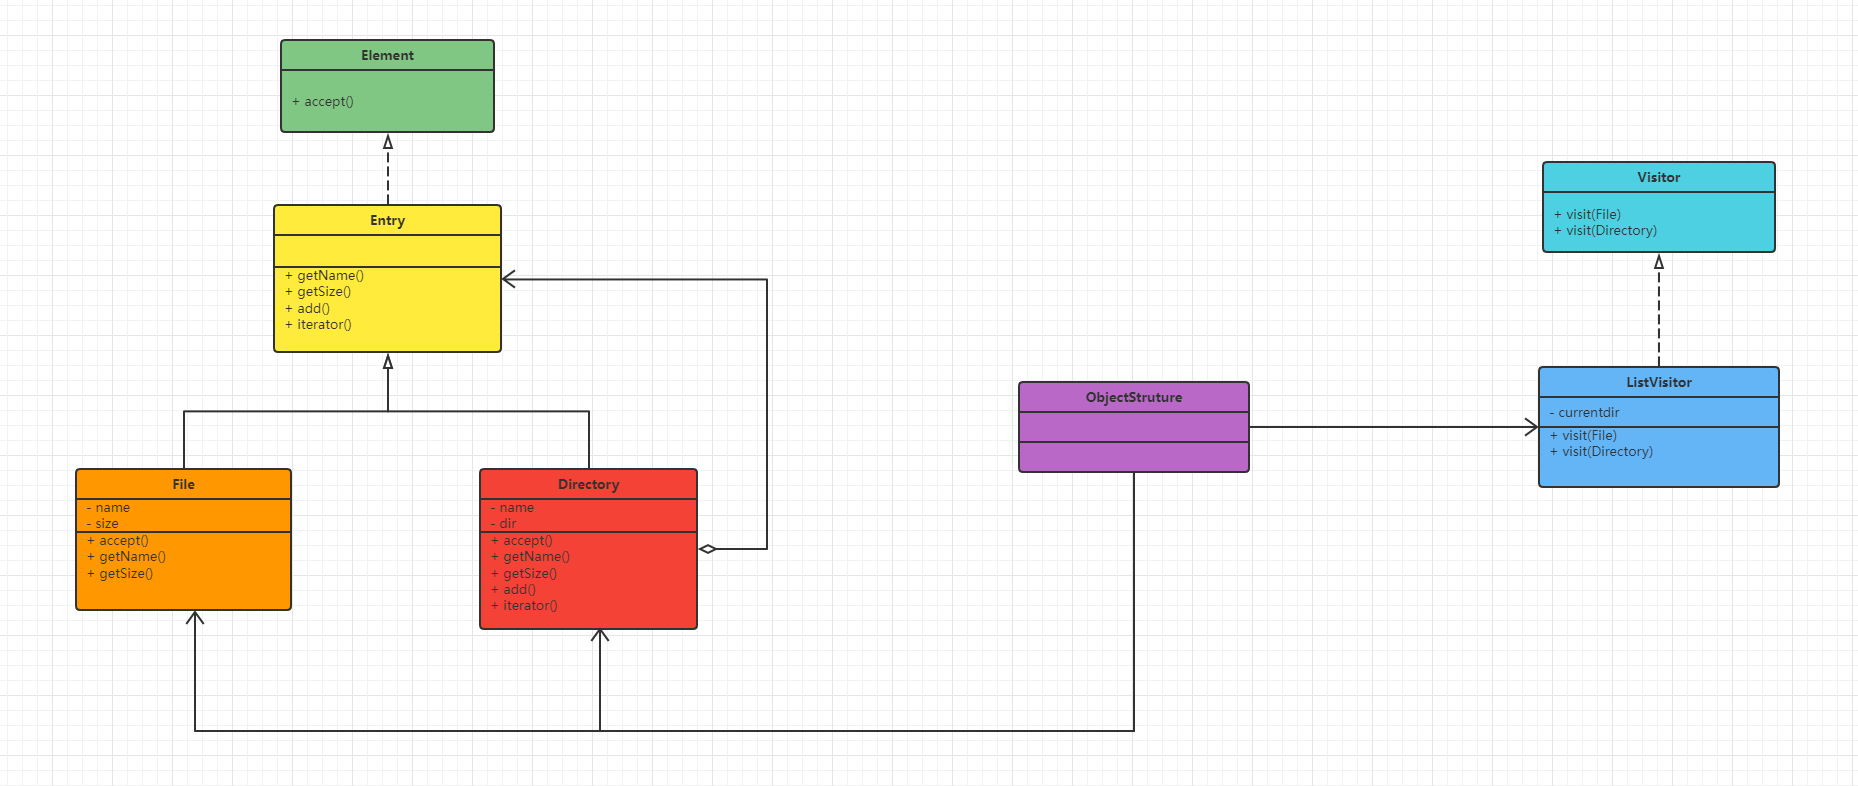 Element
+ accept()
Entry
+ getName()
+ getSize()
+ add()
+ iterator()
File
- name
- size
+ accept()
+ getName()
+ getSize()
Directory
- name
- dir
+ accept()
+ getName()
+ getSize()
+ add()
+ iterator()
ObjectStruture
Visitor
+ visit(File)
+ visit(Directory)
ListVisitor
- currentdir
+ visit(File)
+ visit(Directory)